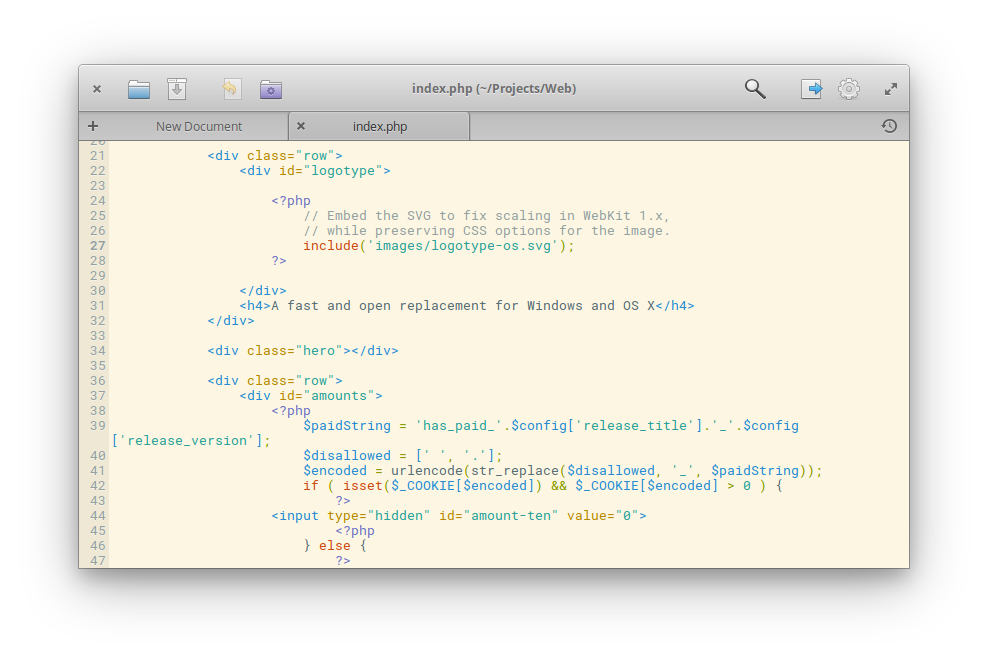 index.php (~/Projects/Web)
New Document
index.php
20
21 <div class="row">
22 <div id="logotype">
23
24 <?php
25 // Embed the SVG to fix scaling in WebKit 1.x,
26 // while preserving CSS options for the image.
27 include('images/logotype-os.svg');
28 ?>
29
30 </div>
31 <h4>A fast and open replacement for Windows and OS X</h4>
32 </div>
33
34 <div class="hero"></div>
35
36 <div class="row">
37 <div id="amounts">
38 <?php
39 $paidString = 'has_paid_'.$config['release_title'].'_'.$config
['release_version'];
40 $disallowed = [' ', '.'];
41 $encoded = urlencode(str_replace($disallowed, '_', $paidString));
42 if ( isset($_COOKIE[$encoded]) && $_COOKIE[$encoded] > 0 ) {
43 ?>
44 <input type="hidden" id="amount-ten" value="0">
45 <?php
46 } else {
47 ?>